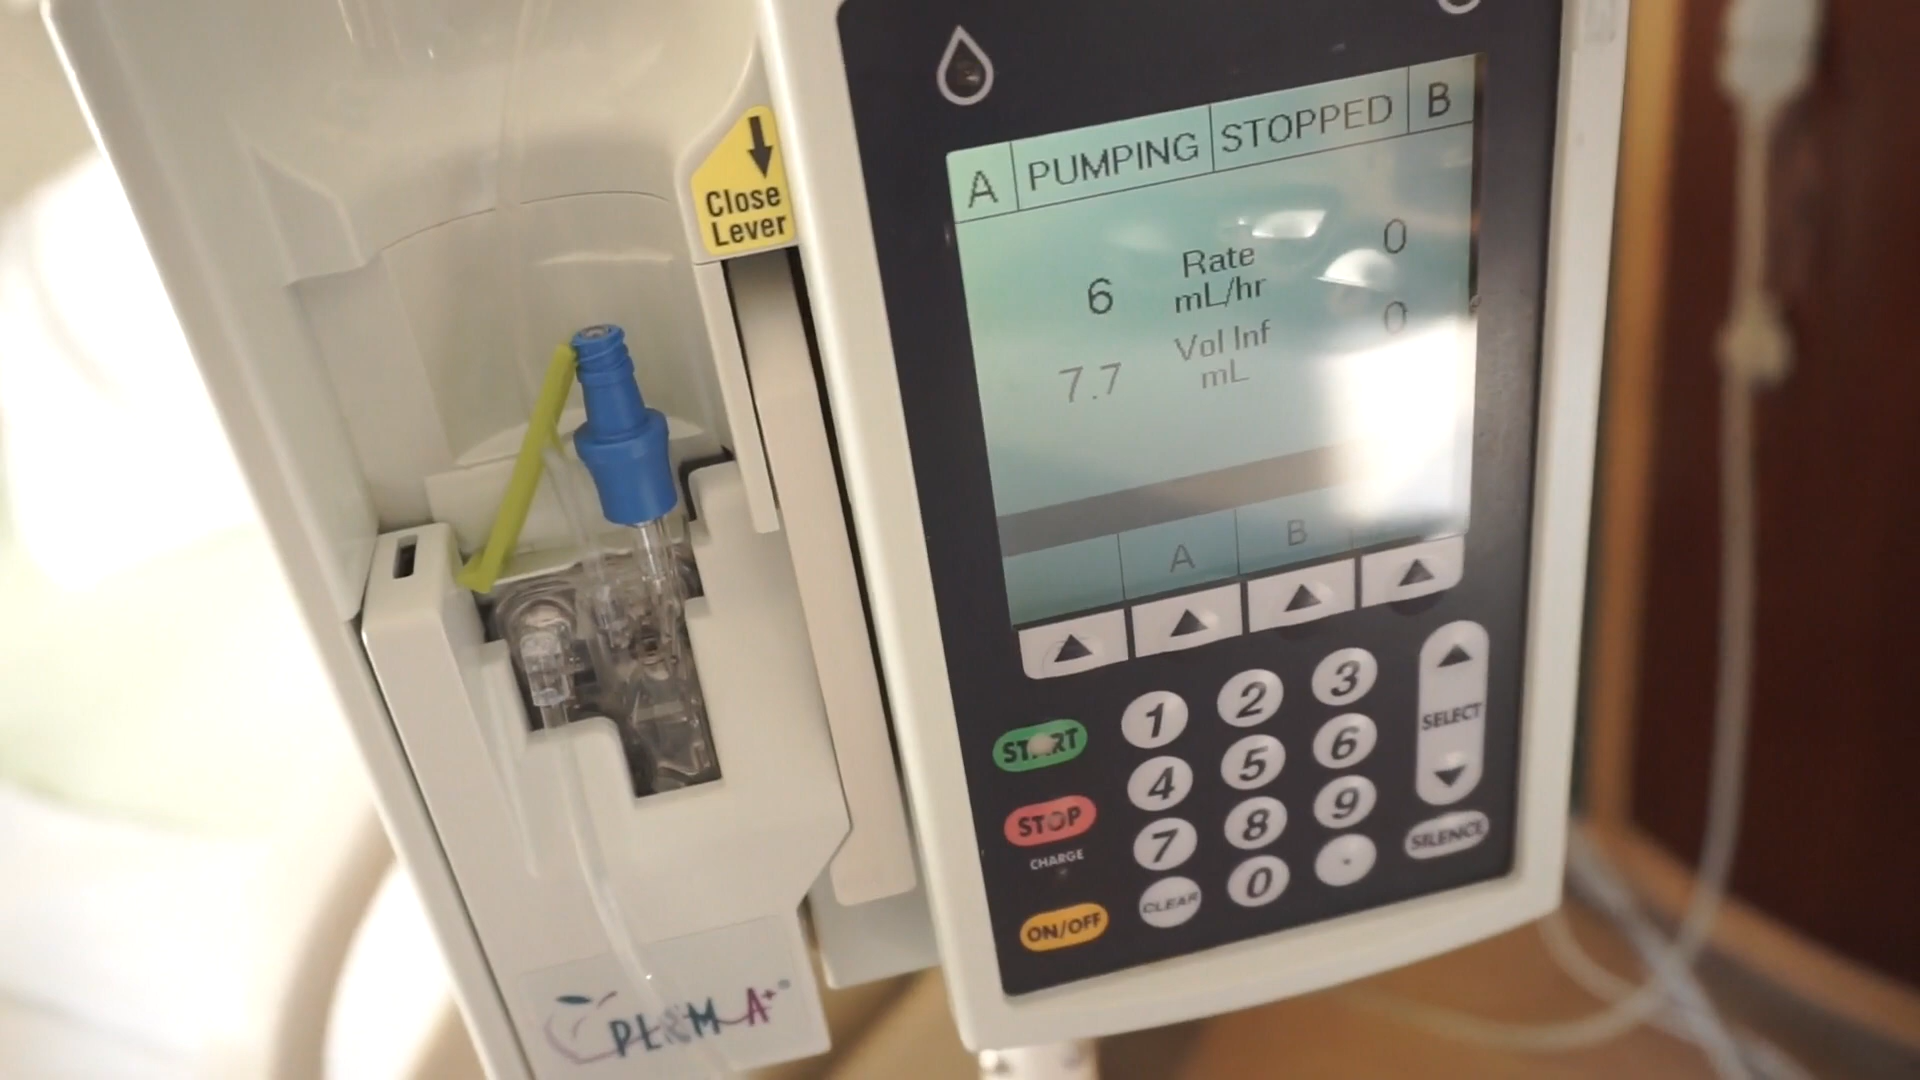 Close
Lever
A PUMPING STOPPED B
6 Rate mL/hr 0
7.7 Vol Inf mL 0
A B
START
STOP
CHARGE
ON/OFF
1 2 3
4 5 6
7 8 9
CLEAR 0 .
SELECT
SILENCE
PLUM A+